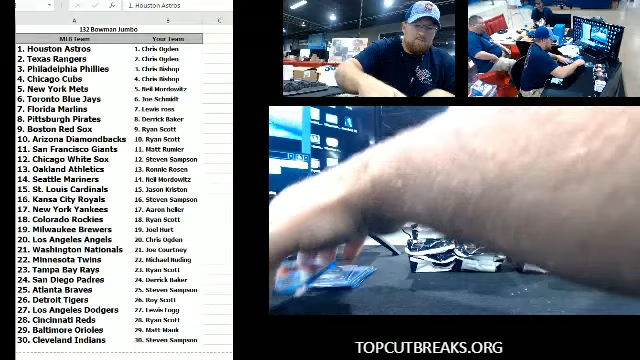 1. Houston Astros
A B C
132 Bowman Jumbo
MLB Team Your Team
1. Houston Astros 1. Chris Ogden
2. Texas Rangers 2. Chris Ogden
3. Philadelphia Phillies 3. Chris Bishop
4. Chicago Cubs 4. Chris Bishop
5. New York Mets 5. Neil Mordowitz
6. Toronto Blue Jays 6. Joe Schmidt
7. Florida Marlins 7. Lewis ross
8. Pittsburgh Pirates 8. Derrick Baker
9. Boston Red Sox 9. Ryan Scott
10. Arizona Diamondbacks 10. Ryan Scott
11. San Francisco Giants 11. Matt Rumler
12. Chicago White Sox 12. Steven Sampson
13. Oakland Athletics 13. Ronnie Rosen
14. Seattle Mariners 14. Neil Mordowitz
15. St. Louis Cardinals 15. Jason Kriston
16. Kansa City Royals 16. Steven Sampson
17. New York Yankees 17. Aaron heller
18. Colorado Rockies 18. Ryan Scott
19. Milwaukee Brewers 19. Joel Hurt
20. Los Angeles Angels 20. Chris Ogden
21. Washington Nationals 21. Joe Courtney
22. Minnesota Twins 22. Michael Ruding
23. Tampa Bay Rays 23. Ryan Scott
24. San Diego Padres 24. Derrick Baker
25. Atlanta Braves 25. Steven Sampson
26. Detroit Tigers 26. Roy Scott
27. Los Angeles Dodgers 27. Lewis Fogg
28. Cincinnati Reds 28. Ryan Scott
29. Baltimore Orioles 29. Matt Mauk
30. Cleveland Indians 30. Steven Sampson
TOPCUTBREAKS.ORG